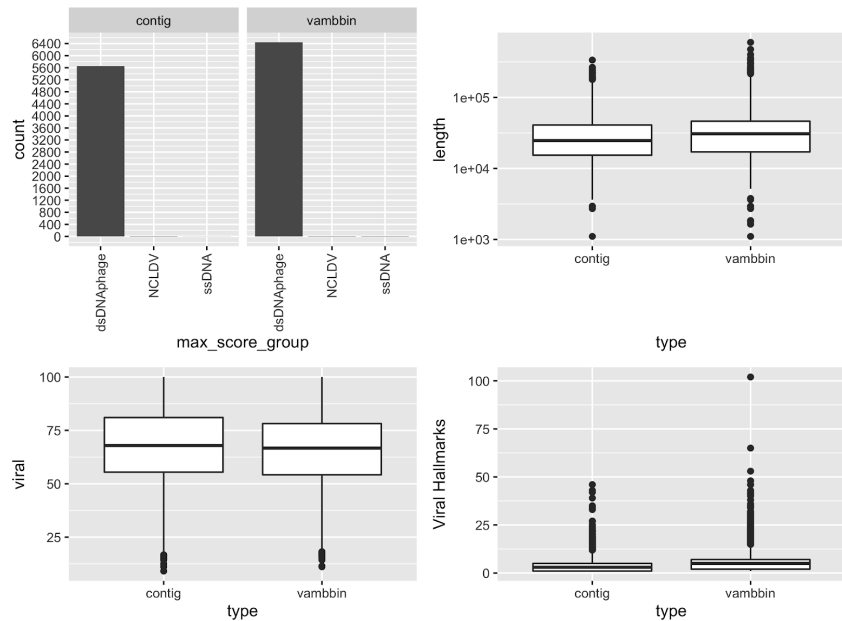 contig vambbin
6400
5600
5200
4800
4400
4000
3600
3200
2800
2400
2000
1600
1200
800
400
0
count
dsDNAphage NCLDV ssDNA dsDNAphage NCLDV ssDNA
max_score_group
1e+05
1e+04
1e+03
length
contig vambbin
type
100
75
50
25
viral
contig vambbin
type
100
75
50
25
0
Viral Hallmarks
contig vambbin
type